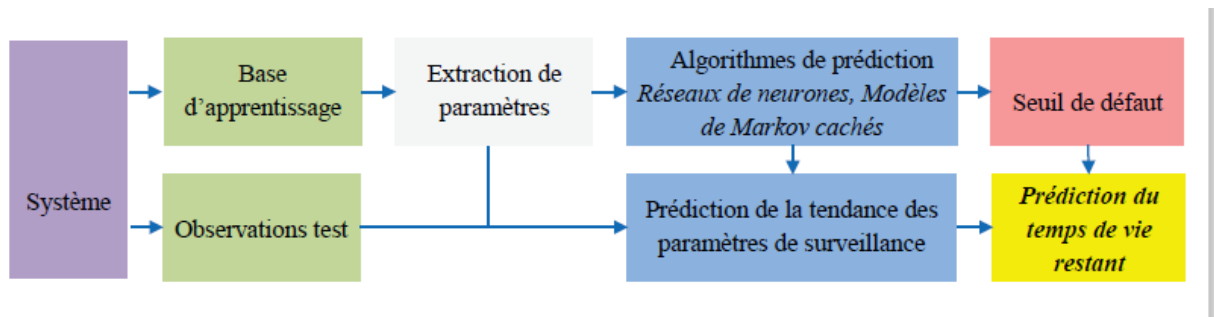 Système
Base
d'apprentissage
Extraction de
paramètres
Algorithmes de prédiction
Réseaux de neurones, Modèles
de Markov cachés
Seuil de défaut
Observations test
Prédiction de la tendance des
paramètres de surveillance
Prédiction du
temps de vie
restant